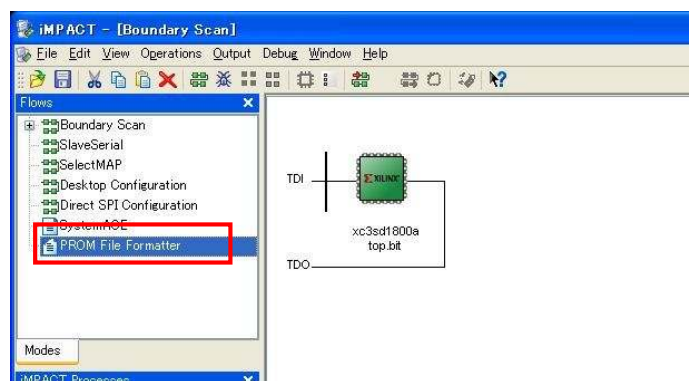 iMPACT - [Boundary Scan]
File Edit View Operations Output Debug Window Help
Flows
Boundary Scan
SlaveSerial
SelectMAP
Desktop Configuration
Direct SPI Configuration
SystemACE
PROM File Formatter
Modes
iMPACT Processes
TDI
XILINX
xc3sd1800a
top.bit
TDO